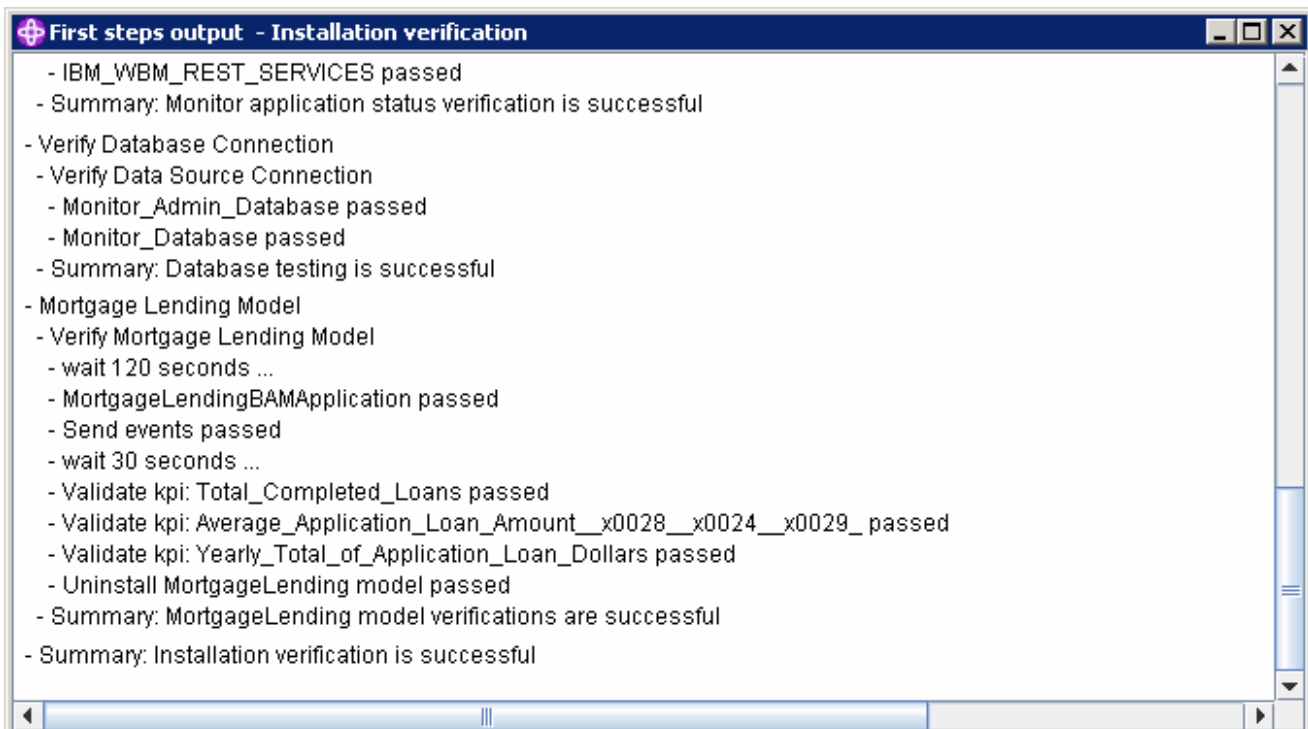 First steps output - Installation verification
- IBM_WBM_REST_SERVICES passed
- Summary: Monitor application status verification is successful
- Verify Database Connection
- Verify Data Source Connection
- Monitor_Admin_Database passed
- Monitor_Database passed
- Summary: Database testing is successful
- Mortgage Lending Model
- Verify Mortgage Lending Model
- wait 120 seconds ...
- MortgageLendingBAMApplication passed
- Send events passed
- wait 30 seconds ...
- Validate kpi: Total_Completed_Loans passed
- Validate kpi: Average_Application_Loan_Amount__x0028__x0024__x0029_ passed
- Validate kpi: Yearly_Total_of_Application_Loan_Dollars passed
- Uninstall MortgageLending model passed
- Summary: MortgageLending model verifications are successful
- Summary: Installation verification is successful